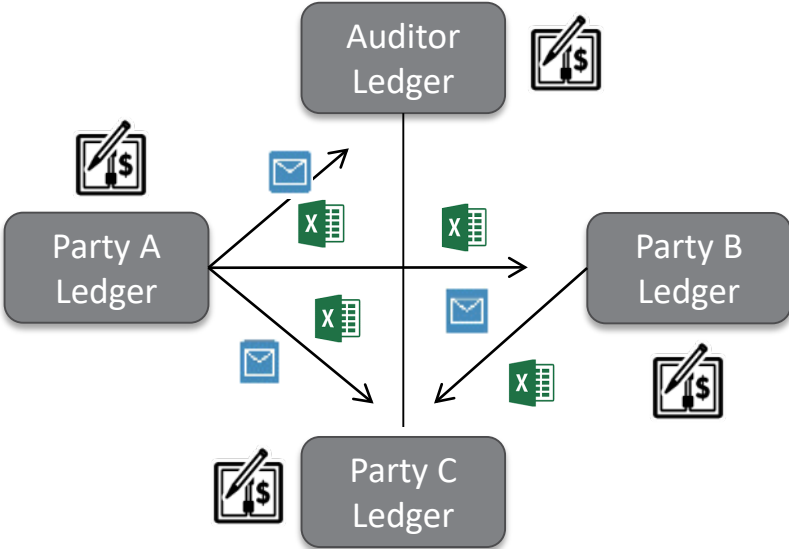 Auditor
Ledger
$
$
Party A
Ledger
X
X
Party B
Ledger
X
X
$
Party C
Ledger
$